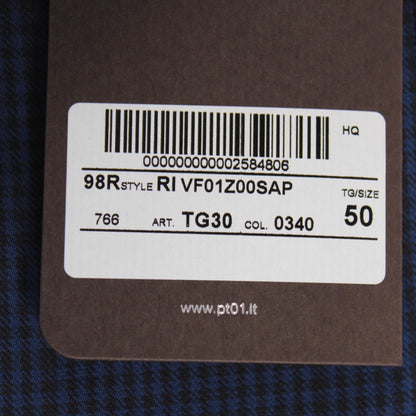 HQ
000000000002584806
98R STYLE RI VF01Z00SAP
TG/SIZE
766 ART. TG30 COL. 0340
50
www.pt01.it